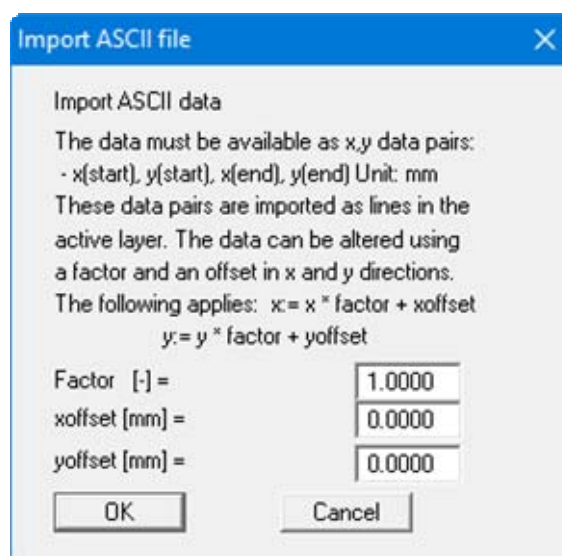 Import ASCII file
Import ASCII data
The data must be available as x,y data pairs:
- x(start), y(start), x(end), y(end) Unit: mm
These data pairs are imported as lines in the
active layer. The data can be altered using
a factor and an offset in x and y directions.
The following applies: x:= x * factor + xoffset
y:= y * factor + yoffset
Factor [-] = 1.0000
xoffset [mm] = 0.0000
yoffset [mm] = 0.0000
OK Cancel